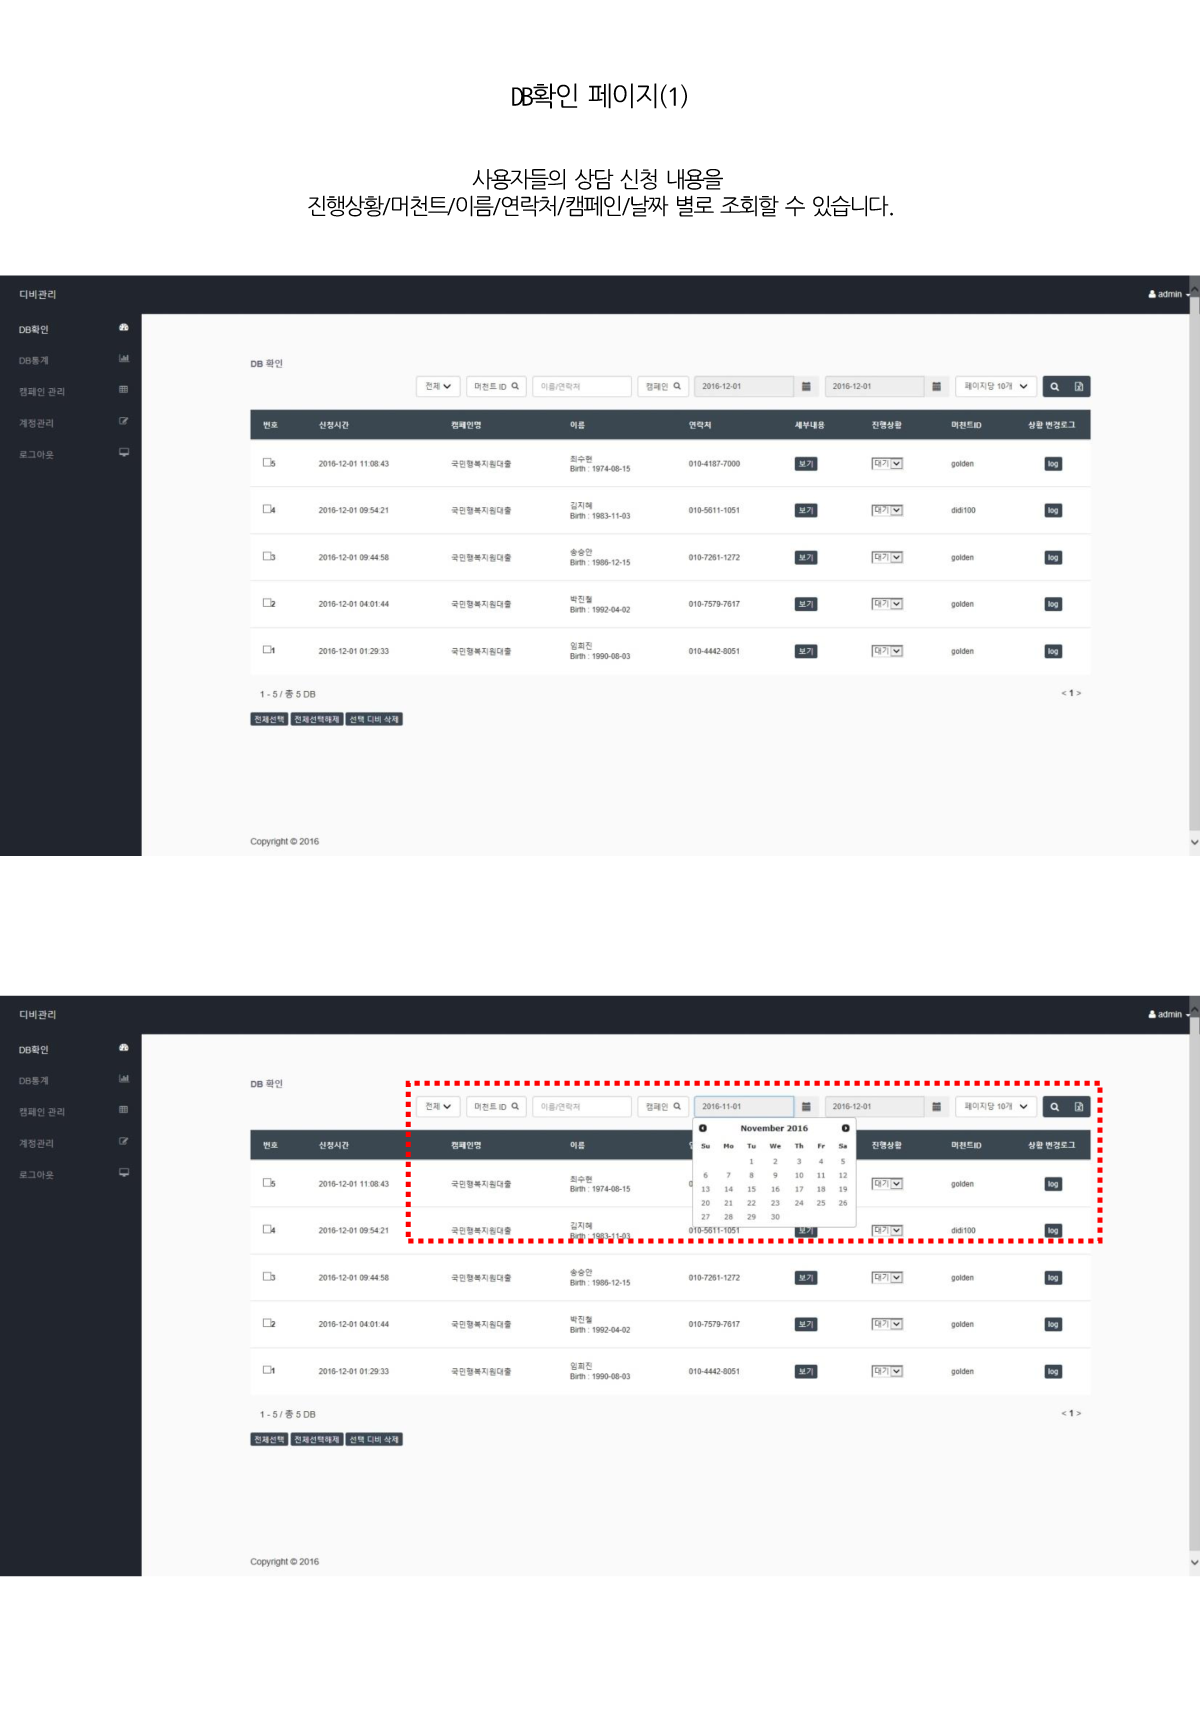 DB확인 페이지(1)
사용자들의 상담 신청 내용을
진행상황/머천트/이름/연락처/캠페인/날짜 별로 조회할 수 있습니다.
디비관리
admin
DB확인
DB통계
캠페인 관리
계정관리
로그아웃
DB 확인
전체 머천트 ID 이름/연락처 캠페인 2016-12-01 2016-12-01 페이지당 10개
번호 신청시간 캠페인명 이름 연락처 세부내용 진행상황 머천트ID 상황 변경로그
5 2016-12-01 11:08:43 국민행복지원대출 최수현 010-4187-7000 보기 대기 golden log
Birth : 1974-08-15
4 2016-12-01 09:54:21 국민행복지원대출 김지혜 010-5611-1051 보기 대기 didi100 log
Birth : 1983-11-03
3 2016-12-01 09:44:58 국민행복지원대출 송승안 010-7261-1272 보기 대기 golden log
Birth : 1986-12-15
2 2016-12-01 04:01:44 국민행복지원대출 박진철 010-7579-7617 보기 대기 golden log
Birth : 1992-04-02
1 2016-12-01 01:29:33 국민행복지원대출 임희진 010-4442-8051 보기 대기 golden log
Birth : 1990-08-03
1 - 5 / 총 5 DB
< 1 >
전체선택 전체선택해제 선택 디비 삭제
Copyright © 2016
디비관리
admin
DB확인
DB통계
캠페인 관리
계정관리
로그아웃
DB 확인
전체 머천트 ID 이름/연락처 캠페인 2016-11-01 2016-12-01 페이지당 10개
번호 신청시간 캠페인명 이름 진행상황 머천트ID 상황 변경로그
November 2016
Su Mo Tu We Th Fr Sa
1 2 3 4 5
6 7 8 9 10 11 12
13 14 15 16 17 18 19
20 21 22 23 24 25 26
27 28 29 30
5 2016-12-01 11:08:43 국민행복지원대출 최수현 대기 golden log
Birth : 1974-08-15
4 2016-12-01 09:54:21 국민행복지원대출 김지혜 010-5611-1051 보기 대기 didi100 log
Birth : 1983-11-03
3 2016-12-01 09:44:58 국민행복지원대출 송승안 010-7261-1272 보기 대기 golden log
Birth : 1986-12-15
2 2016-12-01 04:01:44 국민행복지원대출 박진철 010-7579-7617 보기 대기 golden log
Birth : 1992-04-02
1 2016-12-01 01:29:33 국민행복지원대출 임희진 010-4442-8051 보기 대기 golden log
Birth : 1990-08-03
1 - 5 / 총 5 DB
< 1 >
전체선택 전체선택해제 선택 디비 삭제
Copyright © 2016